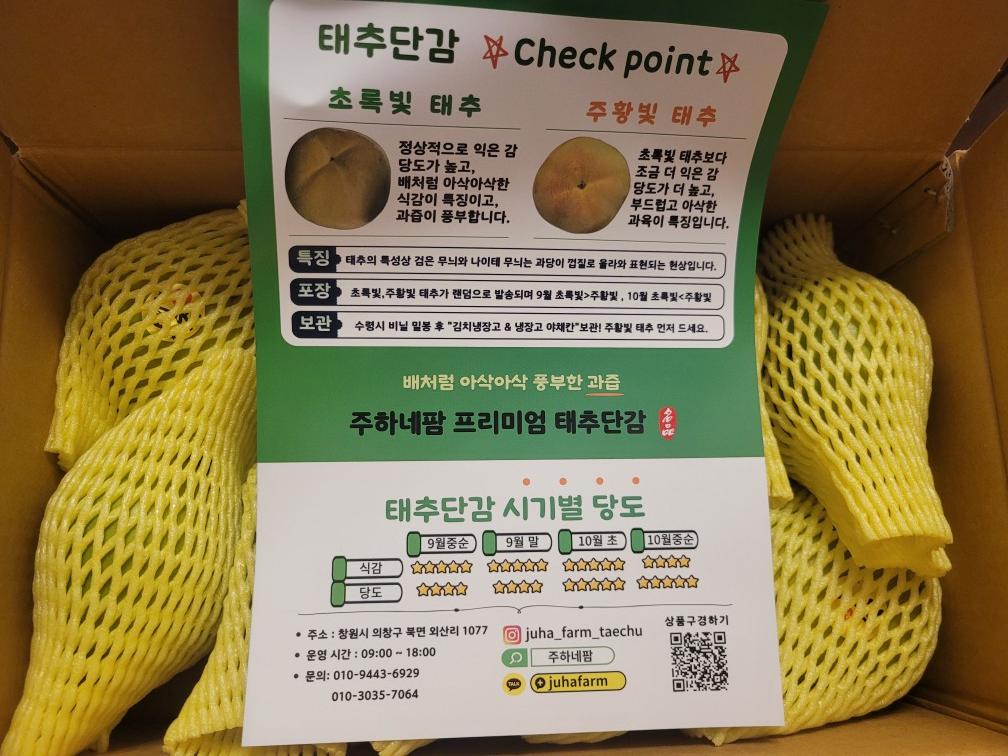 태추단감 Check point
초록빛 태추
정상적으로 익은 감
당도가 높고,
배처럼 아삭아삭한
식감이 특징이고,
과즙이 풍부합니다.
주황빛 태추
초록빛 태추보다
조금 더 익은 감
당도가 더 높고,
부드럽고 아삭한
과육이 특징입니다.
특징 태추의 특성상 검은 무늬와 나이테 무늬는 과당이 껍질로 올라와 표현되는 현상입니다.
포장 초록빛,주황빛 태추가 랜덤으로 발송되며 9월 초록빛>주황빛 , 10월 초록빛<주황빛
보관 수령시 비닐 밀봉 후 "김치냉장고 & 냉장고 야채칸"보관! 주황빛 태추 먼저 드세요.
배처럼 아삭아삭 풍부한 과즙
주하네팜 프리미엄 태추단감
태추단감 시기별 당도
9월중순 9월 말 10월 초 10월중순
식감
당도
• 주소 : 창원시 의창구 북면 외산리 1077
• 운영 시간 : 09:00 ~ 18:00
• 문의: 010-9443-6929
010-3035-7064
juha_farm_taechu
주하네팜
TALK juhafarm
상품구경하기